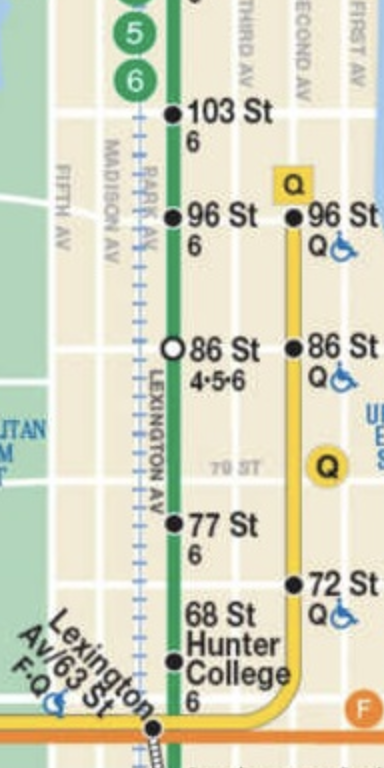 5
6
THIRD AV
SECOND AV
FIRST AV
103 St
6
FIFTH AV
MADISON AV
PARK AV
Q
96 St
6
96 St
Q
86 St
4•5•6
86 St
Q
LEXINGTON AV
79 ST
Q
77 St
6
72 St
Q
68 St
Hunter
College
6
Lexington
Av/63 St
F-Q
F